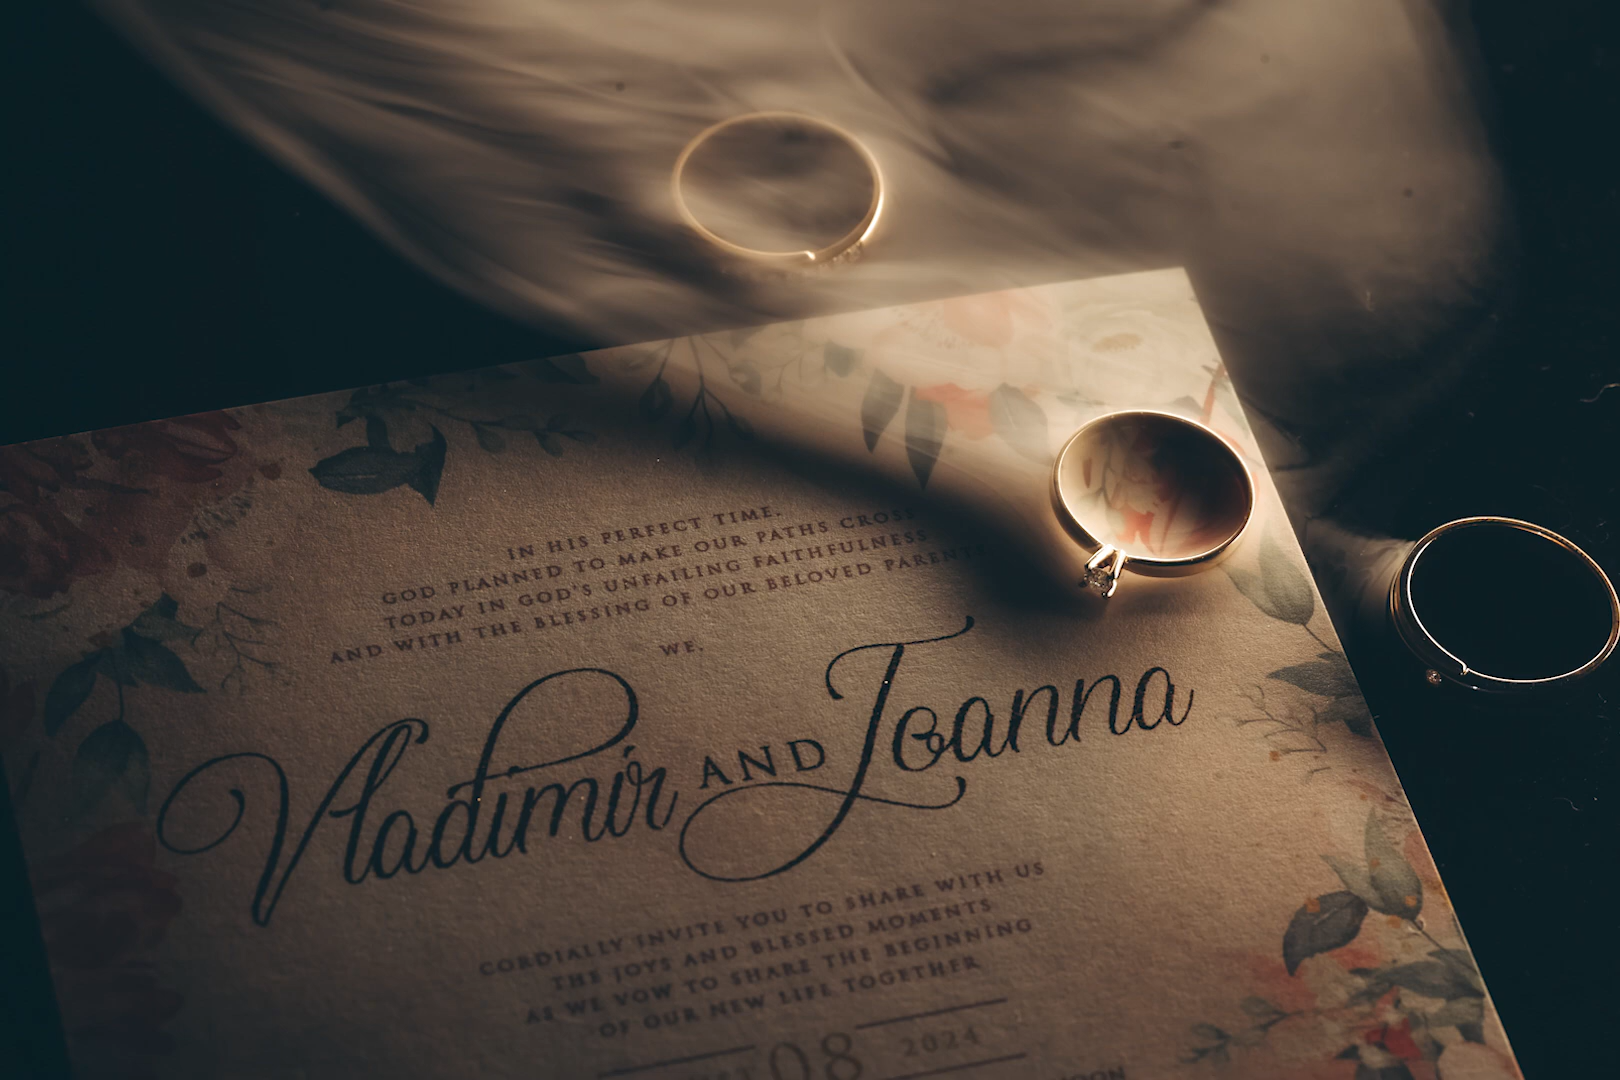 IN HIS PERFECT TIME.
GOD PLANNED TO MAKE OUR PATHS CROSS
TODAY IN GOD'S UNFAILING FAITHFULNESS
AND WITH THE BLESSING OF OUR BELOVED PARENTS
WE,
Vladimir AND Joanna
CORDIALLY INVITE YOU TO SHARE WITH US
THE JOYS AND BLESSED MOMENTS
AS WE VOW TO SHARE THE BEGINNING
OF OUR NEW LIFE TOGETHER
08 2024